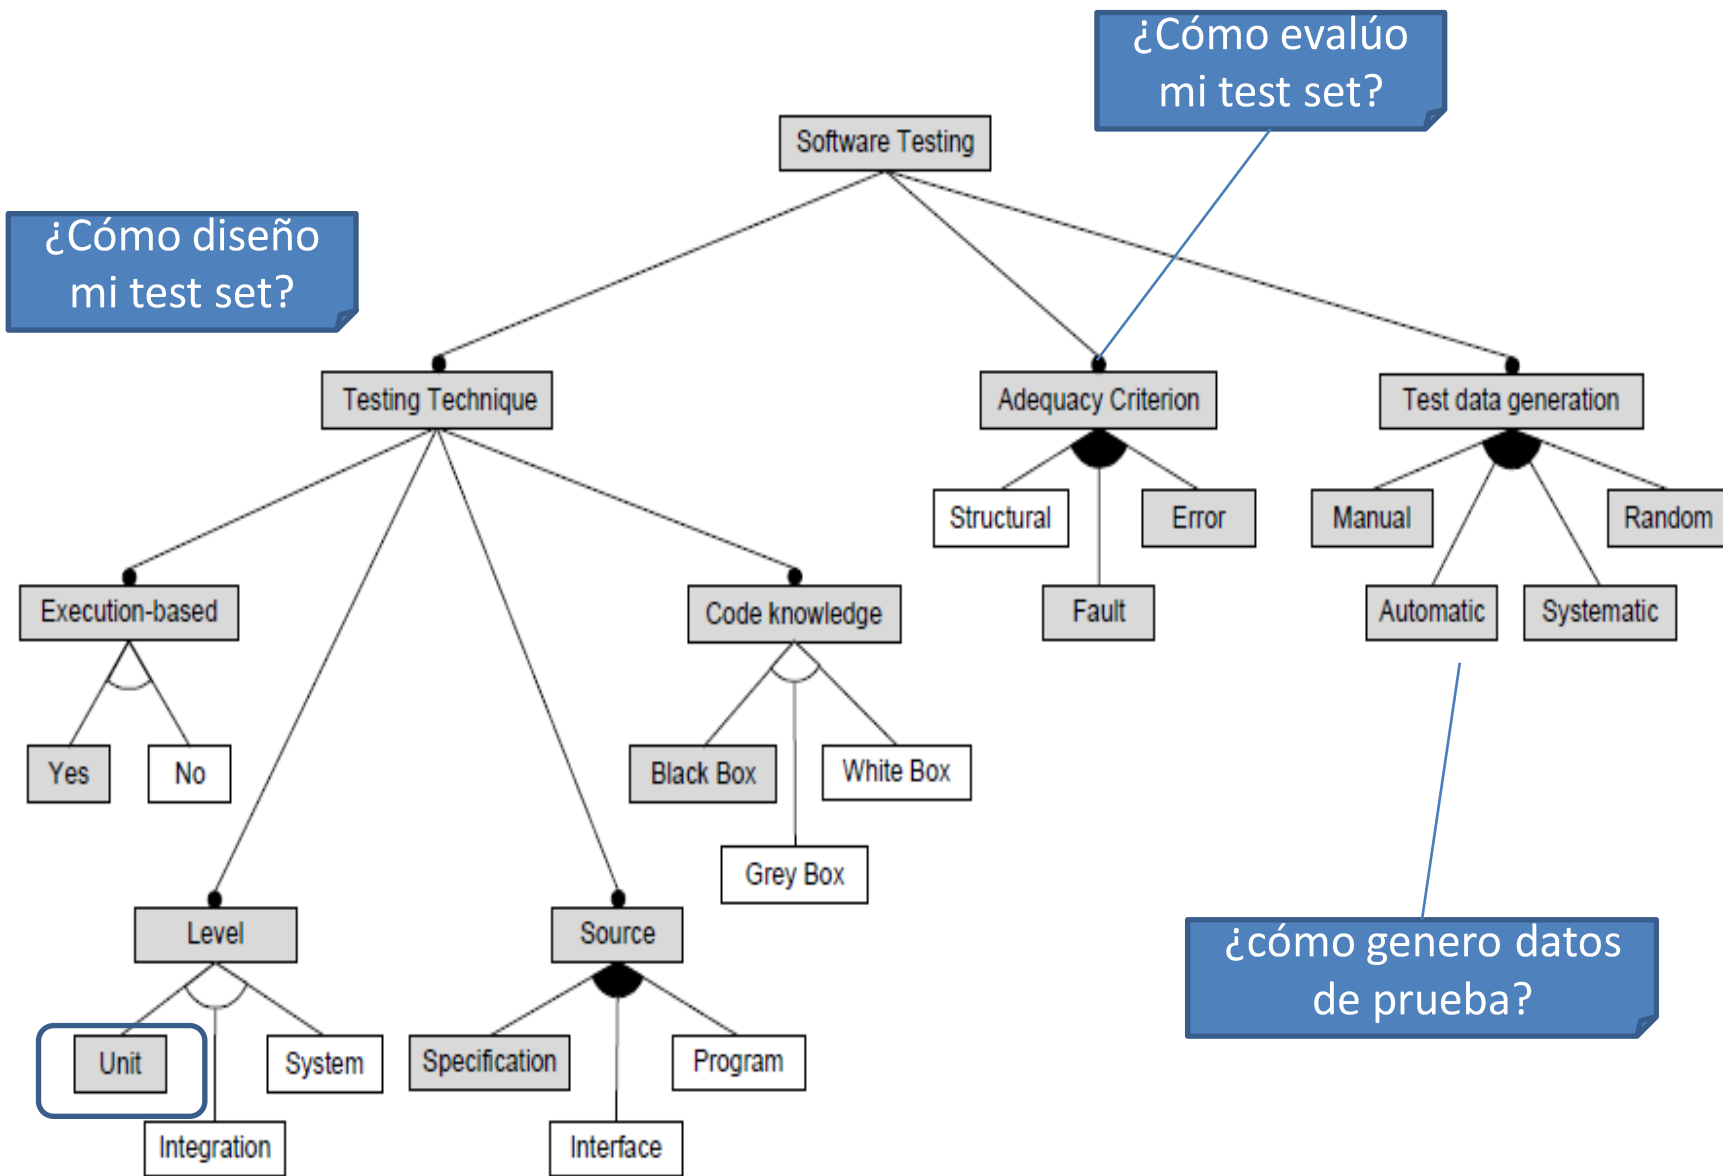 ¿Cómo evalúo
mi test set?
Software Testing
¿Cómo diseño
mi test set?
Testing Technique
Adequacy Criterion
Test data generation
Structural
Error
Manual
Random
Execution-based
Code knowledge
Fault
Automatic
Systematic
Yes
No
Black Box
White Box
Grey Box
Level
Source
¿cómo genero datos
de prueba?
Unit
System
Specification
Program
Integration
Interface